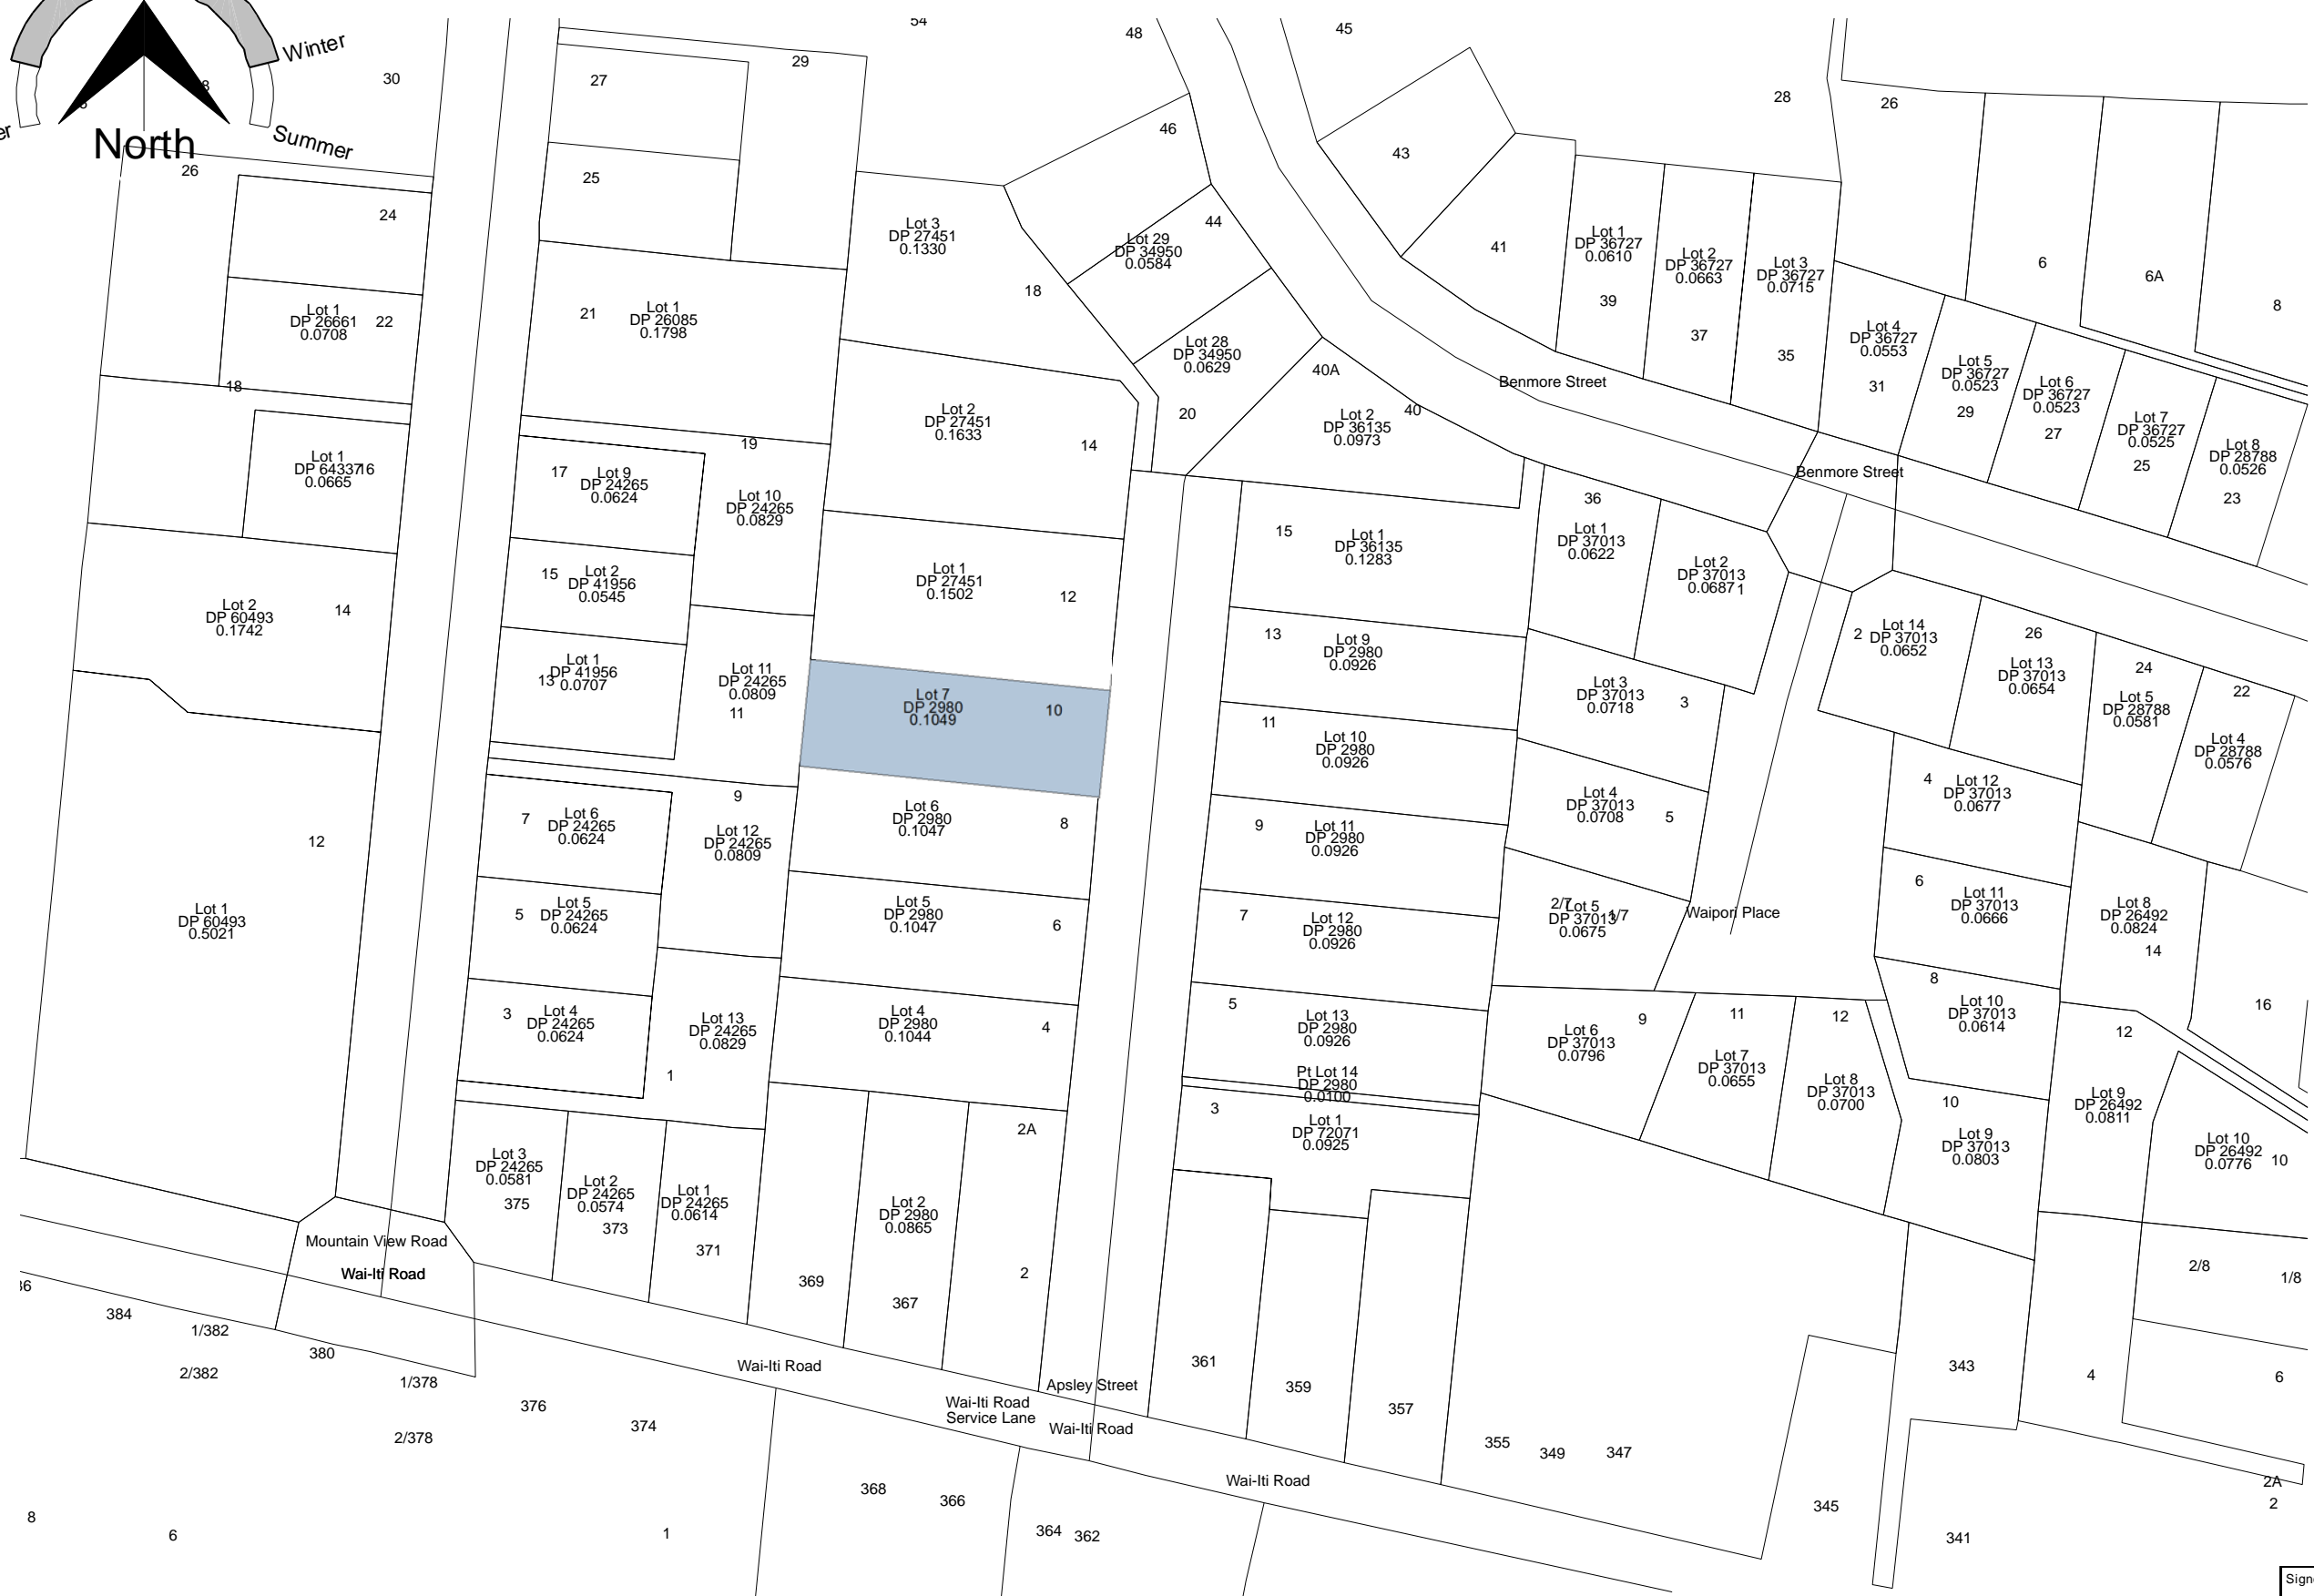 54
48
45
Winter
30
29
27
28
26
8
6
er
North
Summer
46
43
26
25
24
44
41
Lot 3
DP 27451
0.1330
Lot 29
DP 34950
0.0584
18
Lot 1
DP 36727
0.0610
39
Lot 2
DP 36727
0.0663
37
Lot 3
DP 36727
0.0715
35
6
6A
8
Lot 1
DP 26661
0.0708
22
21
Lot 1
DP 26085
0.1798
Lot 28
DP 34950
0.0629
40A
Benmore Street
Lot 4
DP 36727
0.0553
31
Lot 5
DP 36727
0.0523
29
Lot 6
DP 36727
0.0523
27
Lot 7
DP 36727
0.0525
25
Lot 8
DP 28788
0.0526
23
18
Lot 2
DP 27451
0.1633
14
20
Lot 2
DP 36135
0.0973
40
19
Lot 1
DP 64337
0.0665
16
17
Lot 9
DP 24265
0.0624
Lot 10
DP 24265
0.0829
Benmore Street
36
Lot 1
DP 37013
0.0622
15
Lot 1
DP 36135
0.1283
Lot 2
DP 37013
0.0687
1
15
Lot 2
DP 41956
0.0545
Lot 1
DP 27451
0.1502
12
Lot 2
DP 60493
0.1742
14
13
Lot 9
DP 2980
0.0926
2
Lot 14
DP 37013
0.0652
26
Lot 13
DP 37013
0.0654
24
Lot 5
DP 28788
0.0581
22
Lot 4
DP 28788
0.0576
13
Lot 1
DP 41956
0.0707
Lot 11
DP 24265
0.0809
11
Lot 7
DP 2980
0.1049
10
11
Lot 10
DP 2980
0.0926
Lot 3
DP 37013
0.0718
3
4
Lot 12
DP 37013
0.0677
7
Lot 6
DP 24265
0.0624
9
Lot 12
DP 24265
0.0809
Lot 6
DP 2980
0.1047
8
9
Lot 11
DP 2980
0.0926
Lot 4
DP 37013
0.0708
5
12
Lot 1
DP 60493
0.5021
5
Lot 5
DP 24265
0.0624
Lot 5
DP 2980
0.1047
6
7
Lot 12
DP 2980
0.0926
2/7
Lot 5
DP 37013
0.0675
1/7
Waipori Place
6
Lot 11
DP 37013
0.0666
Lot 8
DP 26492
0.0824
14
3
Lot 4
DP 24265
0.0624
Lot 13
DP 24265
0.0829
1
Lot 4
DP 2980
0.1044
4
5
Lot 13
DP 2980
0.0926
Pt Lot 14
DP 2980
0.0100
Lot 6
DP 37013
0.0796
9
11
Lot 7
DP 37013
0.0655
12
Lot 8
DP 37013
0.0700
8
Lot 10
DP 37013
0.0614
16
12
10
Lot 9
DP 37013
0.0803
Lot 9
DP 26492
0.0811
Lot 10
DP 26492
0.0776
10
3
Lot 1
DP 72071
0.0925
2A
Lot 3
DP 24265
0.0581
375
Lot 2
DP 24265
0.0574
373
Lot 1
DP 24265
0.0614
371
Lot 2
DP 2980
0.0865
367
369
2
Mountain View Road
Wai-Iti Road
36
384
1/382
2/382
380
1/378
2/378
376
374
Wai-Iti Road
Apsley Street
Wai-Iti Road
Service Lane
Wai-Iti Road
361
359
357
355
349
347
343
4
2/8
1/8
6
Wai-Iti Road
368
366
364
362
345
341
2A
2
8
6
1
Sign